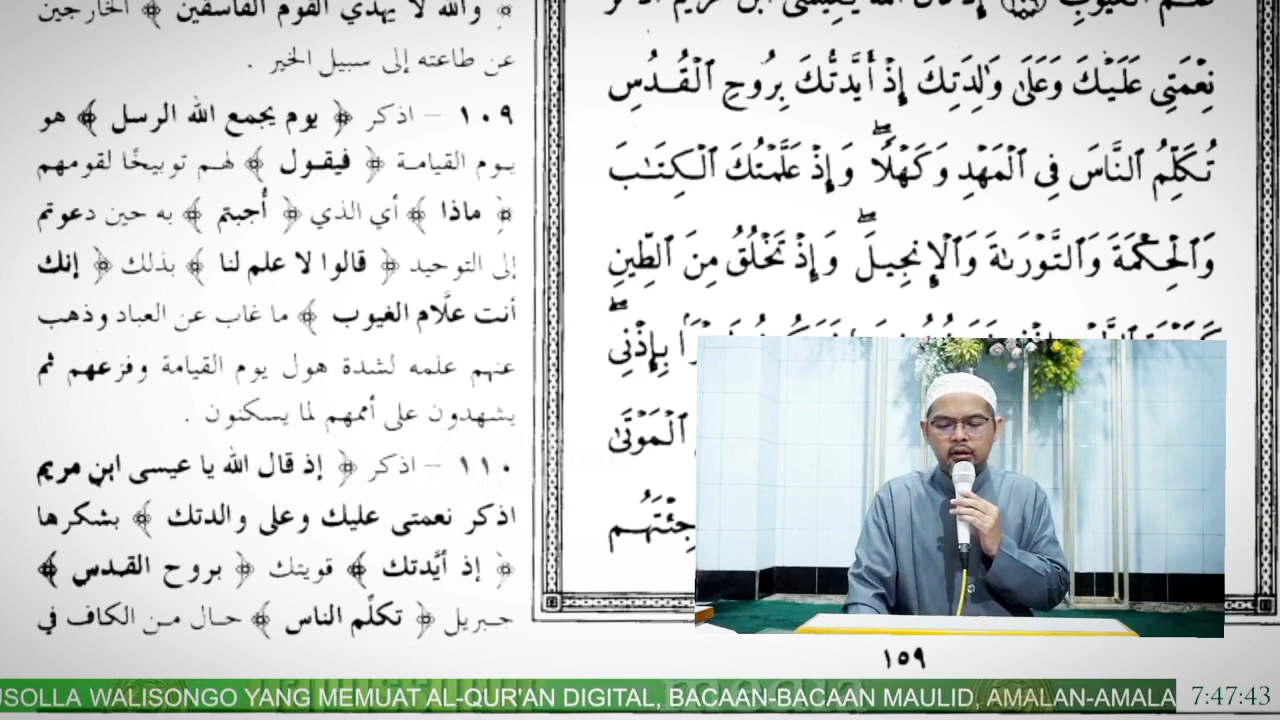 نِعْمَتِى عَلَيْكَ وَعَلَىٰ وَٰلِدَتِكَ إِذْ أَيَّدتُّكَ بِرُوحِ ٱلْقُدُسِ
تُكَلِّمُ ٱلنَّاسَ فِى ٱلْمَهْدِ وَكَهْلًا ۖ وَإِذْ عَلَّمْتُكَ ٱلْكِتَٰبَ
وَٱلْحِكْمَةَ وَٱلتَّوْرَىٰةَ وَٱلْإِنجِيلَ ۖ وَإِذْ تَخْلُقُ مِنَ ٱلطِّينِ
بِإِذْنِى ۖ
ٱلْمَوْتَىٰ
جِئْتَهُم
١٥٩
﴿ والله لا يهدي القوم الفاسقين ﴾ الخارجين
عن طاعته إلى سبيل الخير .
١٠٩ – اذكر ﴿ يوم يجمع الله الرسل ﴾ هو
يوم القيامة ﴿ فيقول ﴾ لهم توبيخًا لقومهم
﴿ ماذا ﴾ أي الذي ﴿ أُجبتم ﴾ به حين دعوتم
إلى التوحيد ﴿ قالوا لا علم لنا ﴾ بذلك ﴿ إنك
أنت علَّام الغيوب ﴾ ما غاب عن العباد وذهب
عنهم علمه لشدة هول يوم القيامة وفزعهم ثم
يشهدون على أممهم لما يسكنون .
١١٠ – اذكر ﴿ إذ قال الله يا عيسى ابن مريم
اذكر نعمتي عليك وعلى والدتك ﴾ بشكرها
﴿ إذ أيَّدتك ﴾ قويتك ﴿ بروح القدس ﴾
جبريل ﴿ تكلّم الناس ﴾ حال من الكاف في
USOLLA WALISONGO YANG MEMUAT AL-QUR'AN DIGITAL, BACAAN-BACAAN MAULID, AMALAN-AMALA
7:47:43